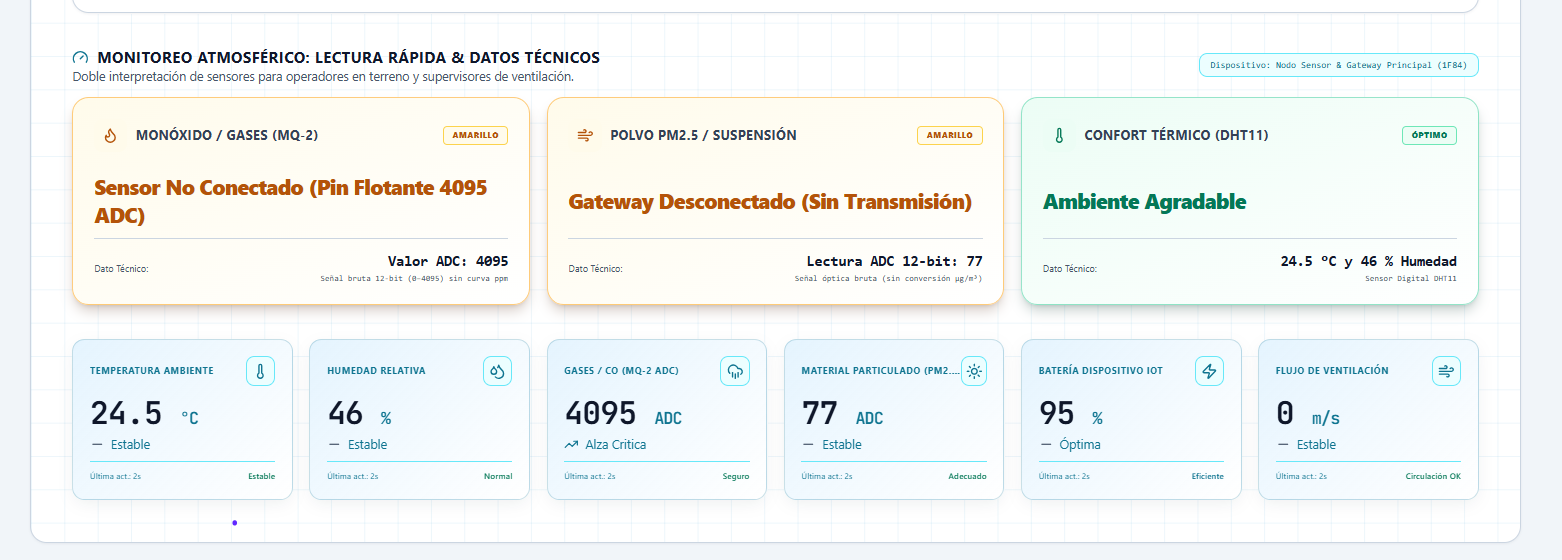 MONITOREO ATMOSFÉRICO: LECTURA RÁPIDA & DATOS TÉCNICOS
Doble interpretación de sensores para operadores en terreno y supervisores de ventilación.
Dispositivo: Nodo Sensor & Gateway Principal (1F84)
MONÓXIDO / GASES (MQ-2)
AMARILLO
Sensor No Conectado (Pin Flotante 4095
ADC)
Dato Técnico:
Valor ADC: 4095
Señal bruta 12-bit (0-4095) sin curva ppm
POLVO PM2.5 / SUSPENSIÓN
AMARILLO
Gateway Desconectado (Sin Transmisión)
Dato Técnico:
Lectura ADC 12-bit: 77
Señal óptica bruta (sin conversión µg/m³)
CONFORT TÉRMICO (DHT11)
ÓPTIMO
Ambiente Agradable
Dato Técnico:
24.5 ºC y 46 % Humedad
Sensor Digital DHT11
TEMPERATURA AMBIENTE
24.5 °C
Estable
Última act.: 2s
Estable
HUMEDAD RELATIVA
46 %
Estable
Última act.: 2s
Normal
GASES / CO (MQ-2 ADC)
4095 ADC
Alza Critica
Última act.: 2s
Seguro
MATERIAL PARTICULADO (PM2....
77 ADC
Estable
Última act.: 2s
Adecuado
BATERÍA DISPOSITIVO IOT
95 %
Óptima
Última act.: 2s
Eficiente
FLUJO DE VENTILACIÓN
0 m/s
Estable
Última act.: 2s
Circulación OK